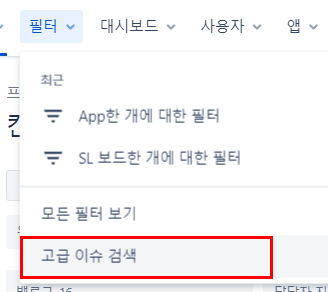 필터 대시보드 사용자 앱
최근
App한 개에 대한 필터
SL 보드한 개에 대한 필터
모든 필터 보기
고급 이슈 검색